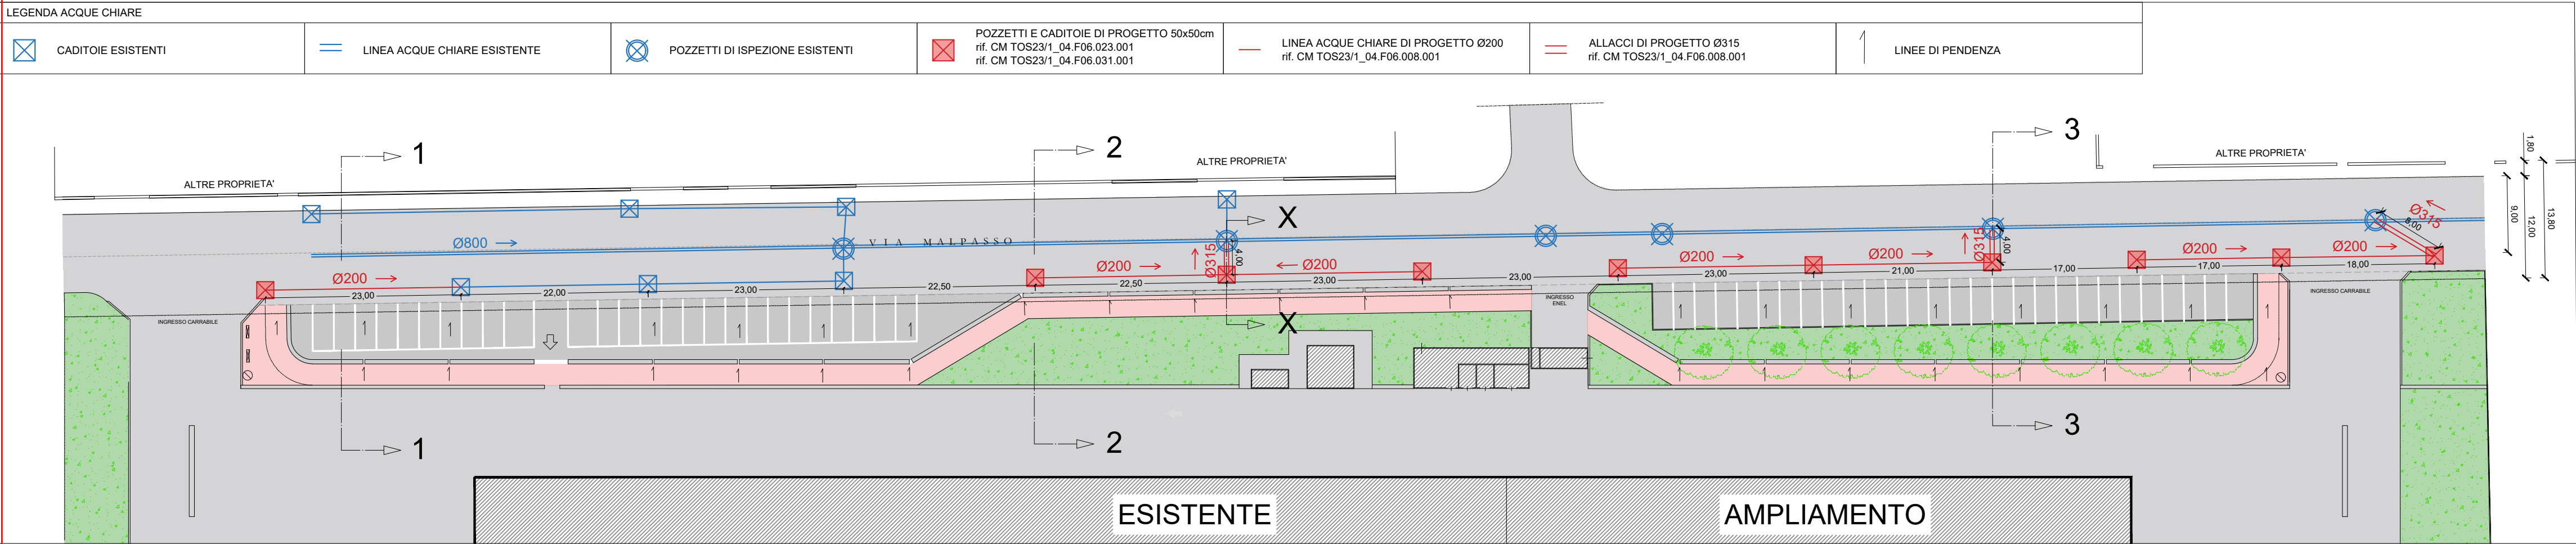 LEGENDA ACQUE CHIARE
CADITOIE ESISTENTI
LINEA ACQUE CHIARE ESISTENTE
POZZETTI DI ISPEZIONE ESISTENTI
POZZETTI E CADITOIE DI PROGETTO 50x50cm
rif. CM TOS23/1_04.F06.023.001
rif. CM TOS23/1_04.F06.031.001
LINEA ACQUE CHIARE DI PROGETTO Ø200
rif. CM TOS23/1_04.F06.008.001
ALLACCI DI PROGETTO Ø315
rif. CM TOS23/1_04.F06.008.001
LINEE DI PENDENZA
1
2
3
ALTRE PROPRIETA'
ALTRE PROPRIETA'
ALTRE PROPRIETA'
1,80
9,00
12,00
13,80
X
Ø800
VIA MALPASSO
Ø315
4,00
Ø315
4,00
Ø315
8,00
Ø200
Ø200
Ø200
Ø200
Ø200
Ø200
Ø200
23,00
22,00
23,00
22,50
22,50
23,00
23,00
23,00
21,00
17,00
17,00
18,00
INGRESSO CARRABILE
INGRESSO
ENEL
INGRESSO CARRABILE
X
1
2
3
ESISTENTE
AMPLIAMENTO